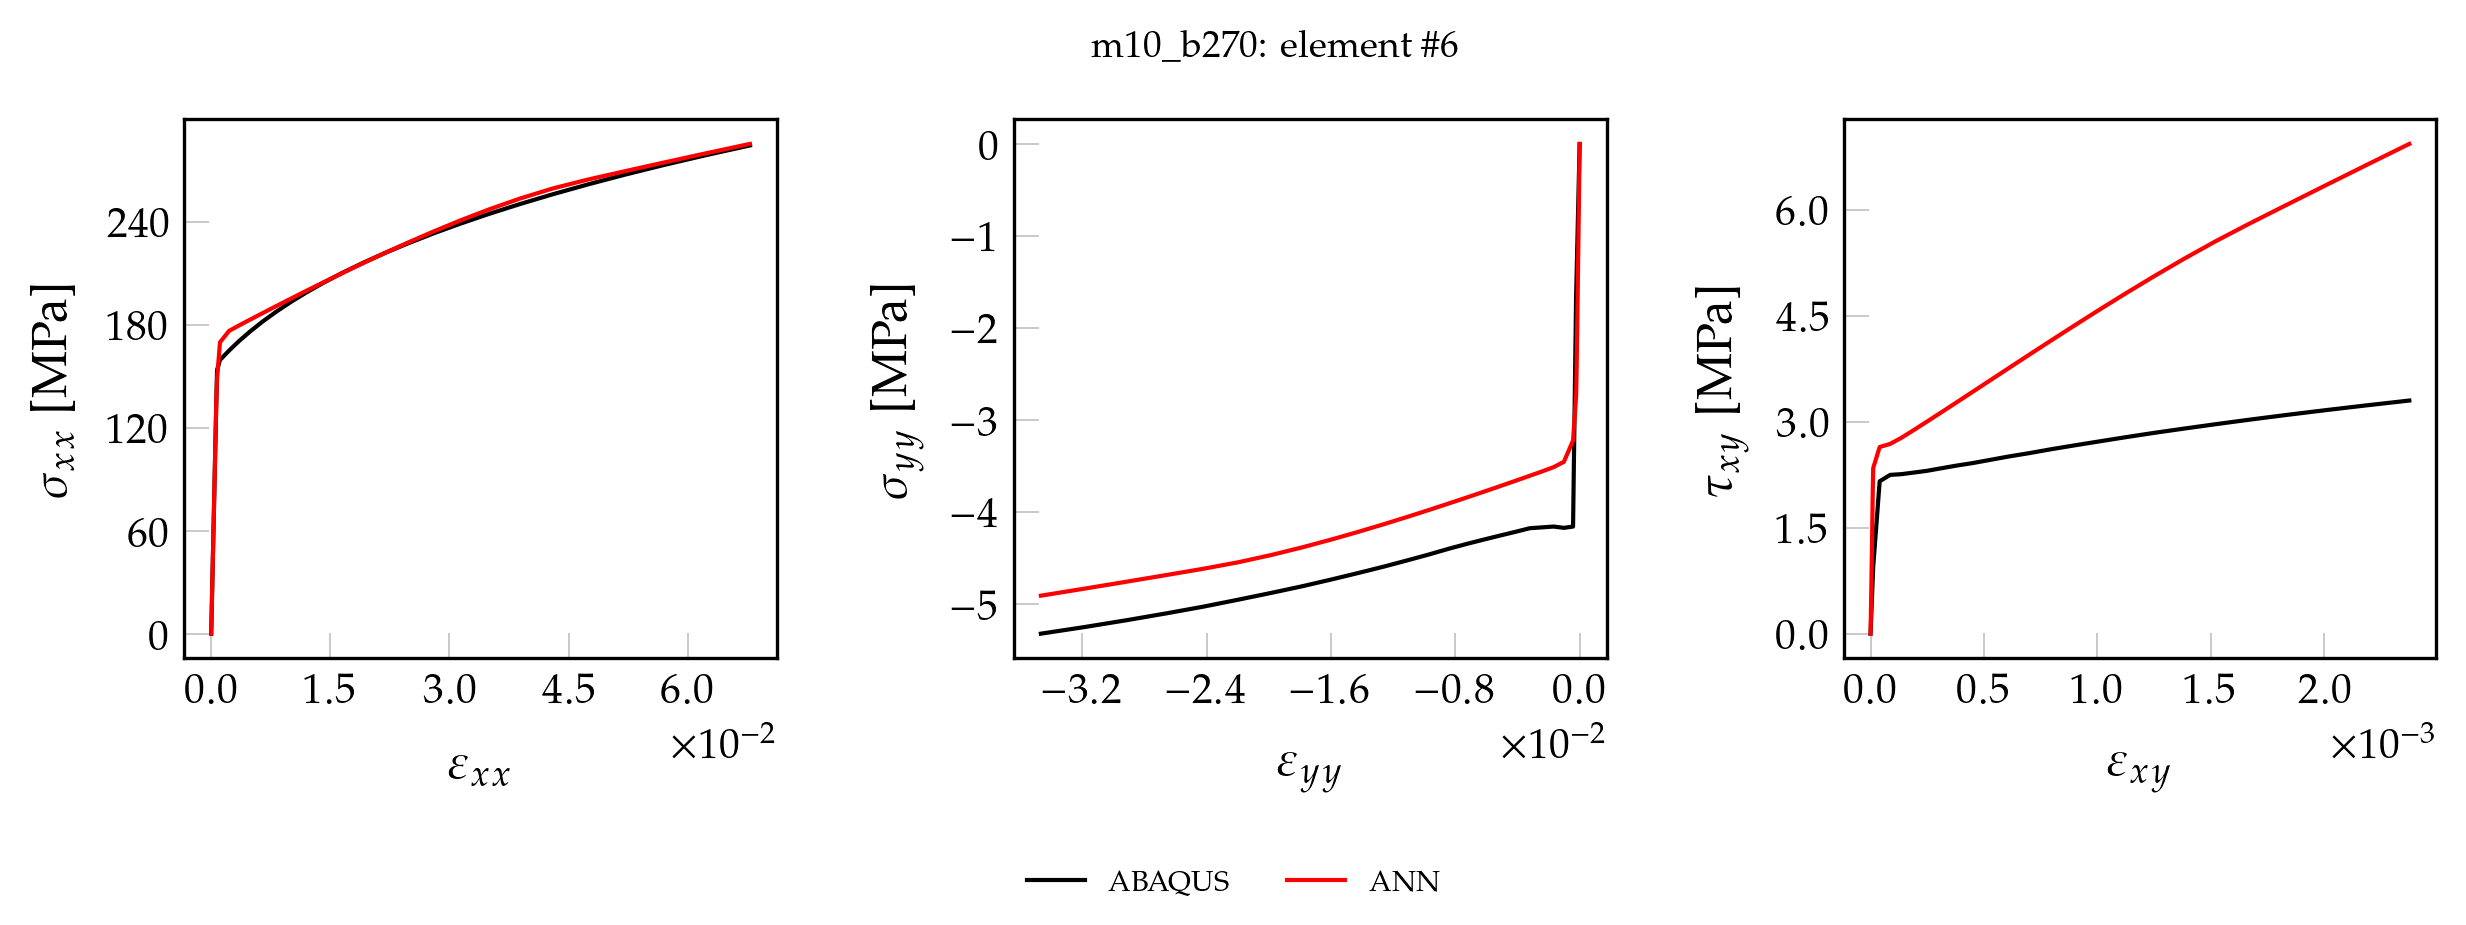 m10_b270: element #6
σxx [MPa]
240
180
120
60
0
0.0 1.5 3.0 4.5 6.0
×10−2
εxx
σyy [MPa]
0
−1
−2
−3
−4
−5
−3.2 −2.4 −1.6 −0.8 0.0
×10−2
εyy
τxy [MPa]
6.0
4.5
3.0
1.5
0.0
0.0 0.5 1.0 1.5 2.0
×10−3
εxy
ABAQUS ANN